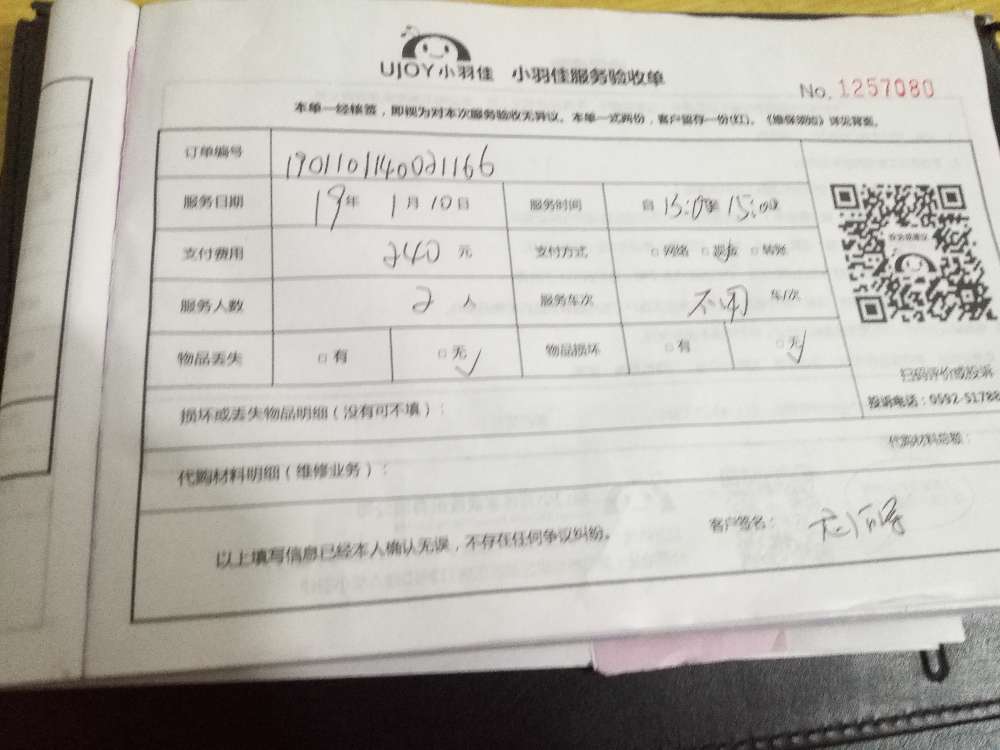 UJOY小羽佳 小羽佳服务验收单
No. 1257080
本单一经核签，即视为对本次服务验收无异议。本单一式两份，客户留存一份(红)。《维保须知》详见背面。
订单编号 1901101140021166
服务日期 19年 1月10日 服务时间 自 13:0 至 15:0
支付费用 240 元 支付方式 □网络 □现 □转账
服务人数 2 人 服务车次 不用 车/次
物品丢失 □有 □无√ 物品损坏 □有 □无√
扫码评价或投诉
损坏或丢失物品明细（没有可不填）：
投诉电话：0592-51788
代购材料总额：
代购材料明细（维修业务）：
以上填写信息已经本人确认无误，不存在任何争议纠纷。 客户签名：